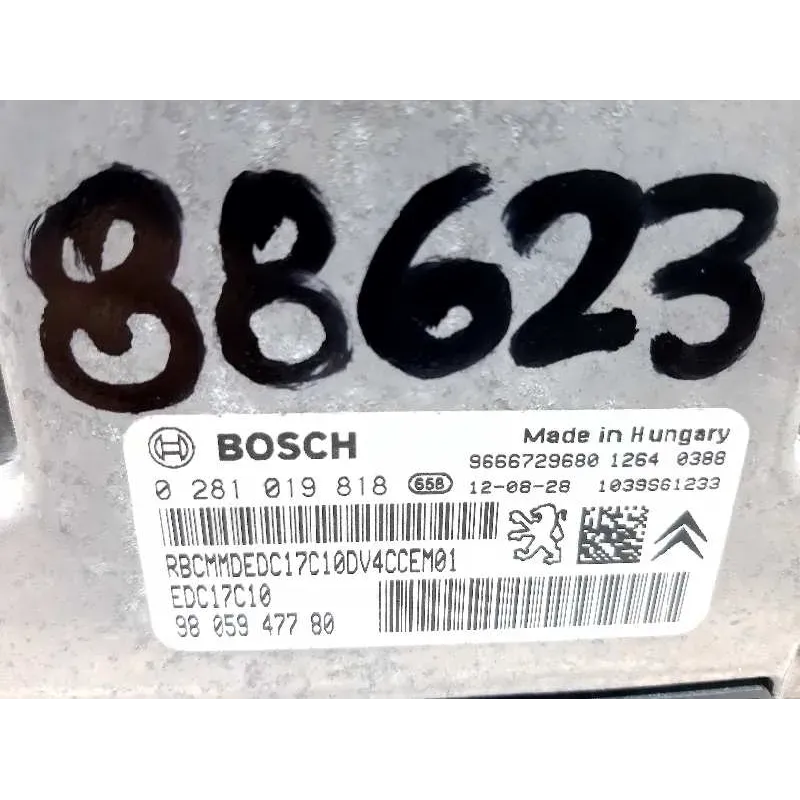 88623
BOSCH
Made in Hungary
9666729680 1264 0388
0 281 019 818 658 12-08-28 1039S61233
RBCMMDEDC17C10DV4CCEM01
EDC17C10
98 059 477 80